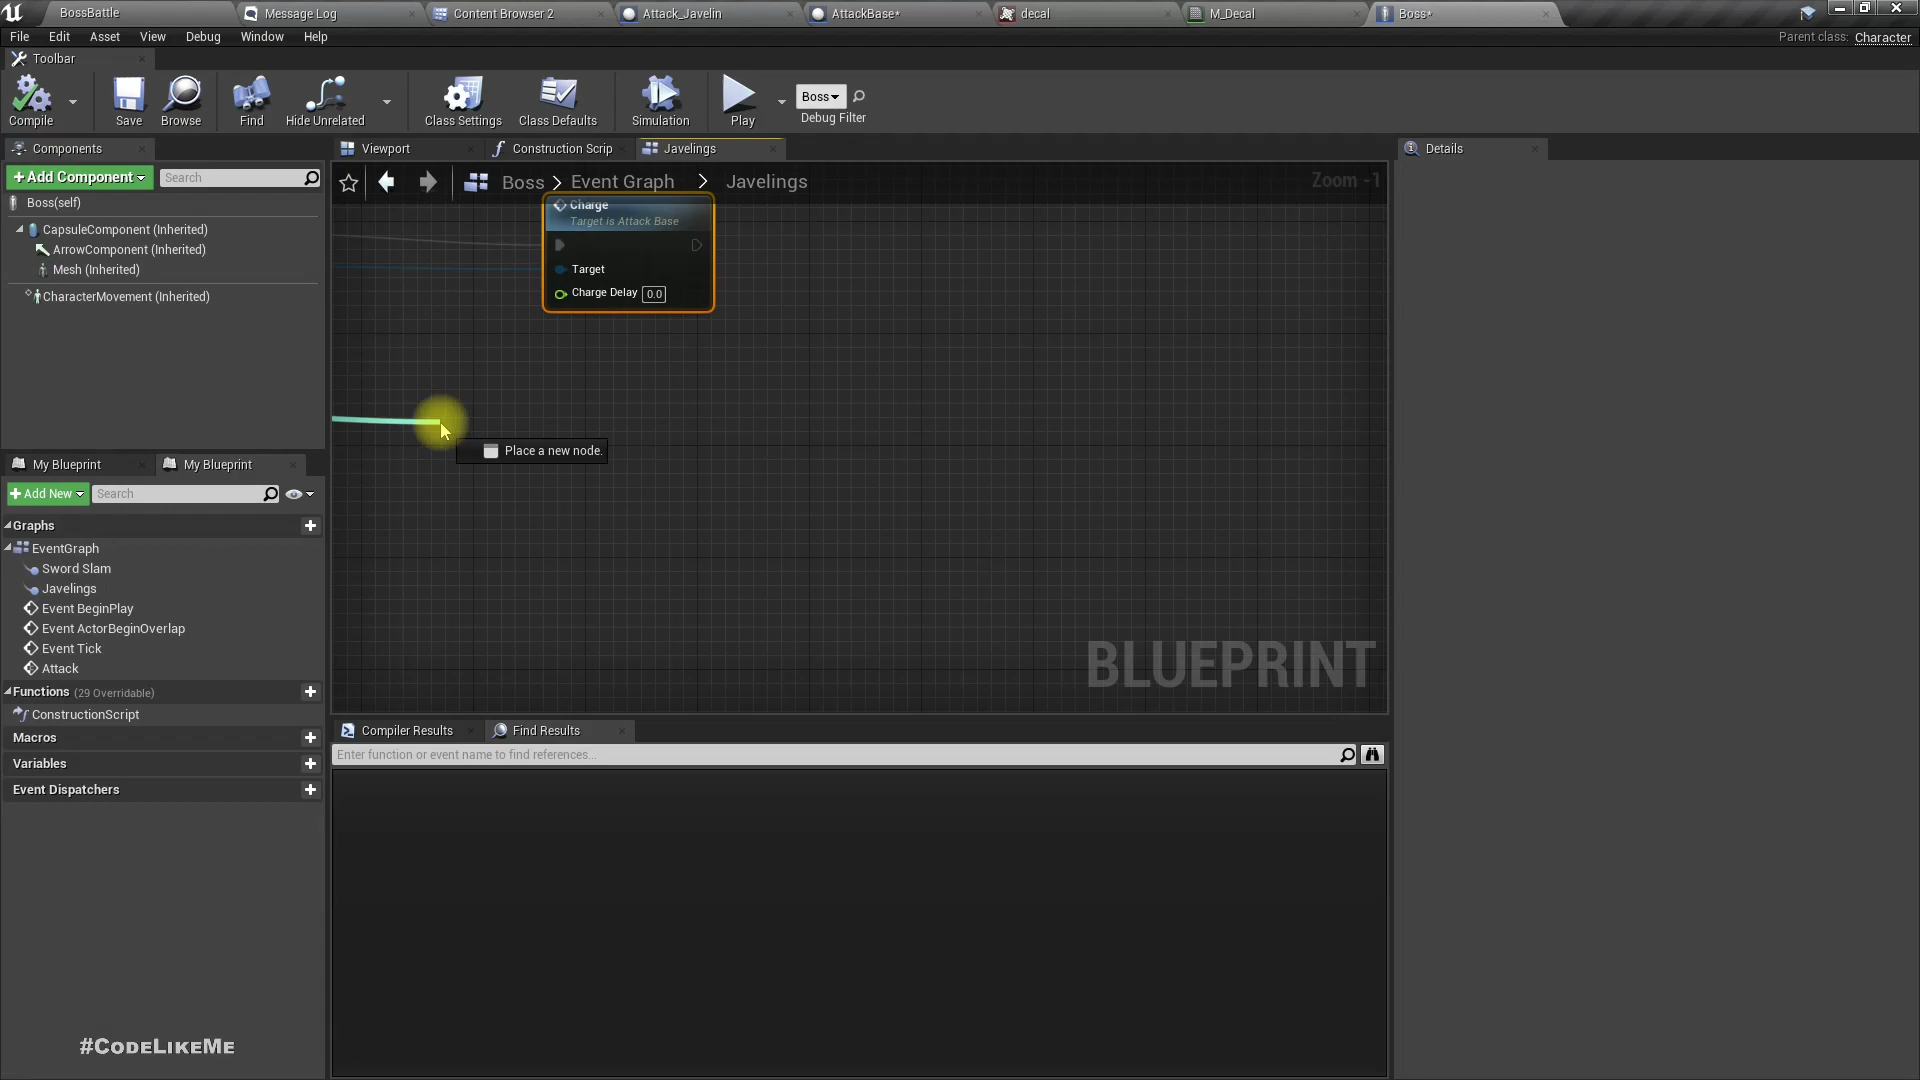 BossBattle
Message Log
Content Browser 2
Attack_Javelin
AttackBase*
decal
M_Decal
Boss*
File Edit Asset View Debug Window Help
Parent class: Character
Toolbar
Compile
Save
Browse
Find
Hide Unrelated
Class Settings
Class Defaults
Simulation
Play
Boss
Debug Filter
Components
+Add Component
Search
Boss(self)
CapsuleComponent (Inherited)
ArrowComponent (Inherited)
Mesh (Inherited)
CharacterMovement (Inherited)
Viewport
Construction Scrip
Javelings
Details
Boss > Event Graph > Javelings
Zoom -1
Charge
Target is Attack Base
Target
Charge Delay 0.0
Place a new node.
BLUEPRINT
My Blueprint
My Blueprint
+Add New
Search
Graphs
EventGraph
Sword Slam
Javelings
Event BeginPlay
Event ActorBeginOverlap
Event Tick
Attack
Functions (29 Overridable)
ConstructionScript
Macros
Variables
Event Dispatchers
Compiler Results
Find Results
Enter function or event name to find references...
#CodeLikeMe